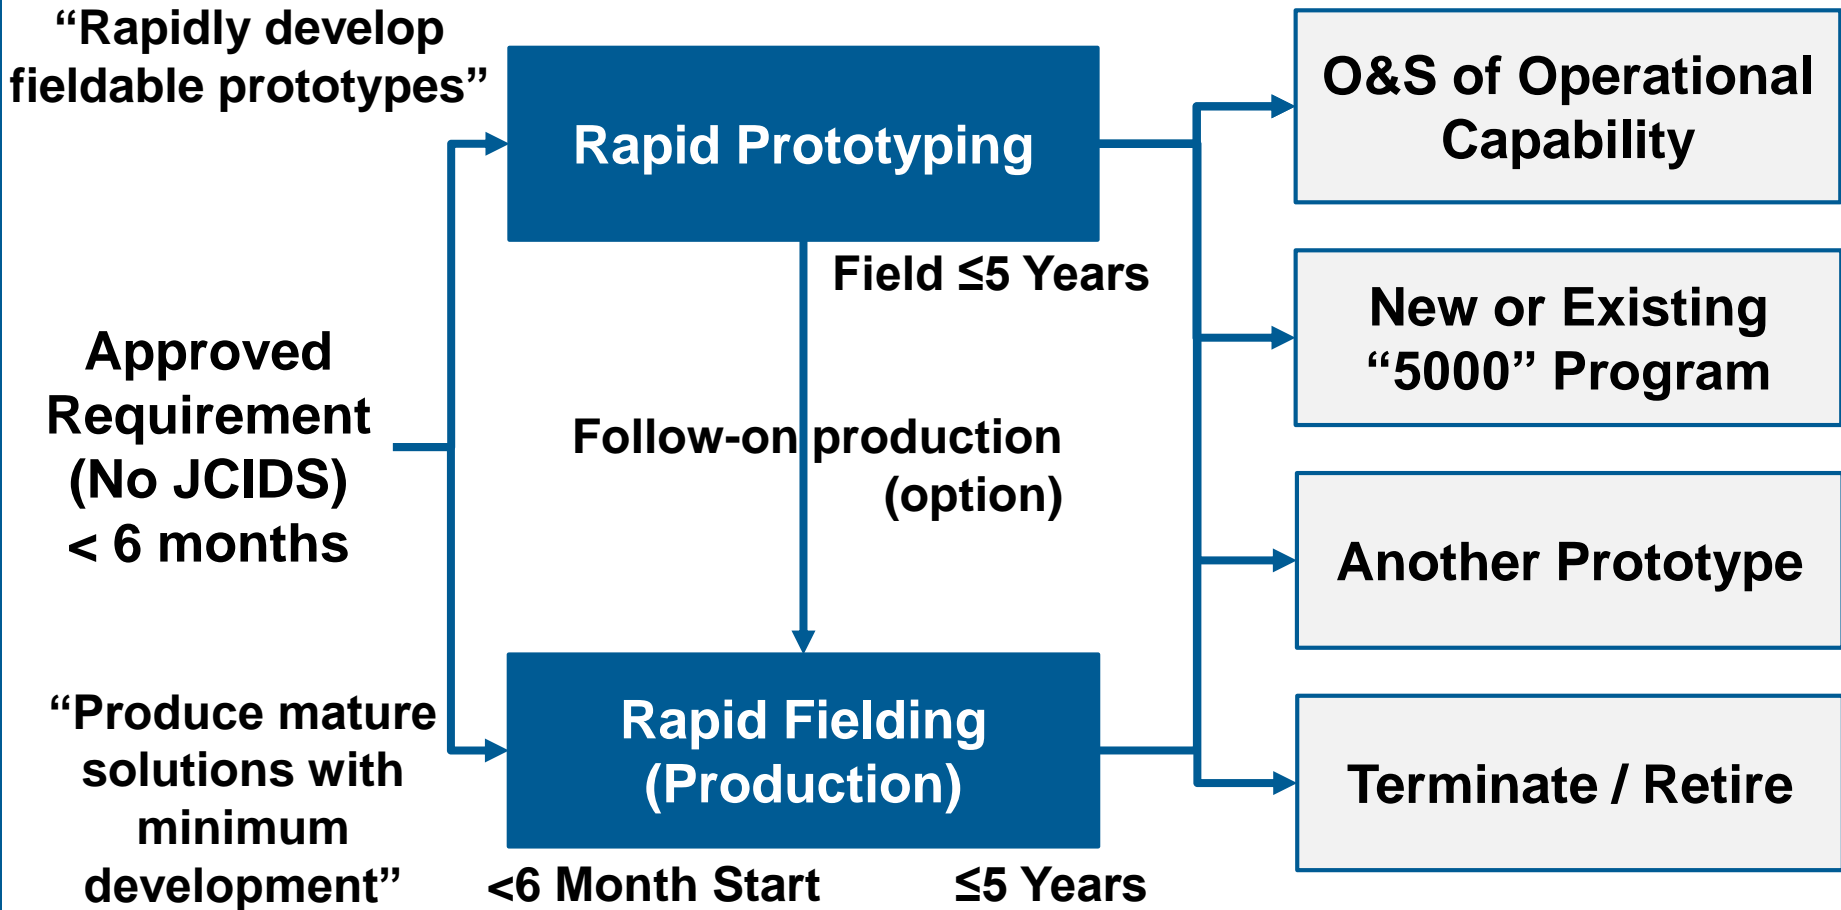 “Rapidly develop
fieldable prototypes”
Rapid Prototyping
Field ≤5 Years
Approved
Requirement
(No JCIDS)
< 6 months
Follow-on production
(option)
“Produce mature
solutions with
minimum
development”
Rapid Fielding
(Production)
<6 Month Start
≤5 Years
O&S of Operational
Capability
New or Existing
“5000” Program
Another Prototype
Terminate / Retire